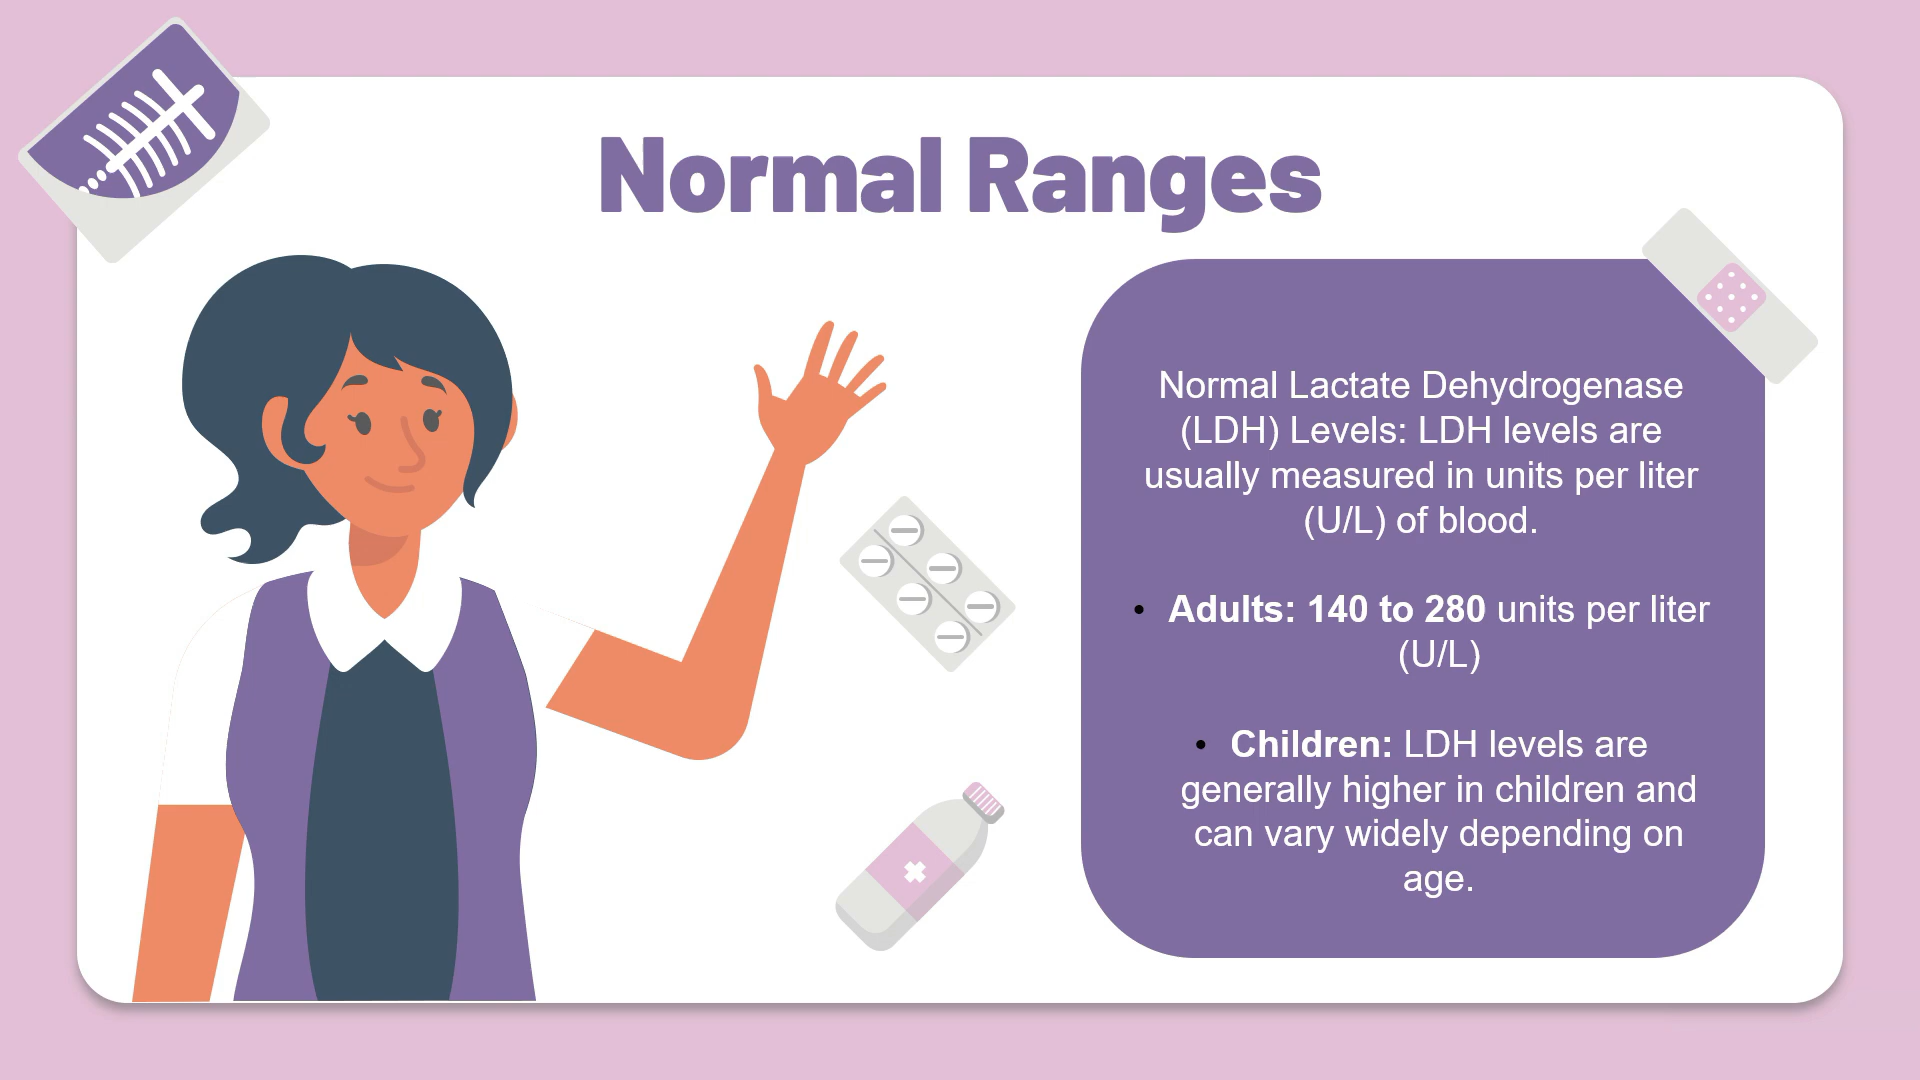 Normal Ranges
Normal Lactate Dehydrogenase
(LDH) Levels: LDH levels are
usually measured in units per liter
(U/L) of blood.
• Adults: 140 to 280 units per liter
(U/L)
• Children: LDH levels are
generally higher in children and
can vary widely depending on
age.